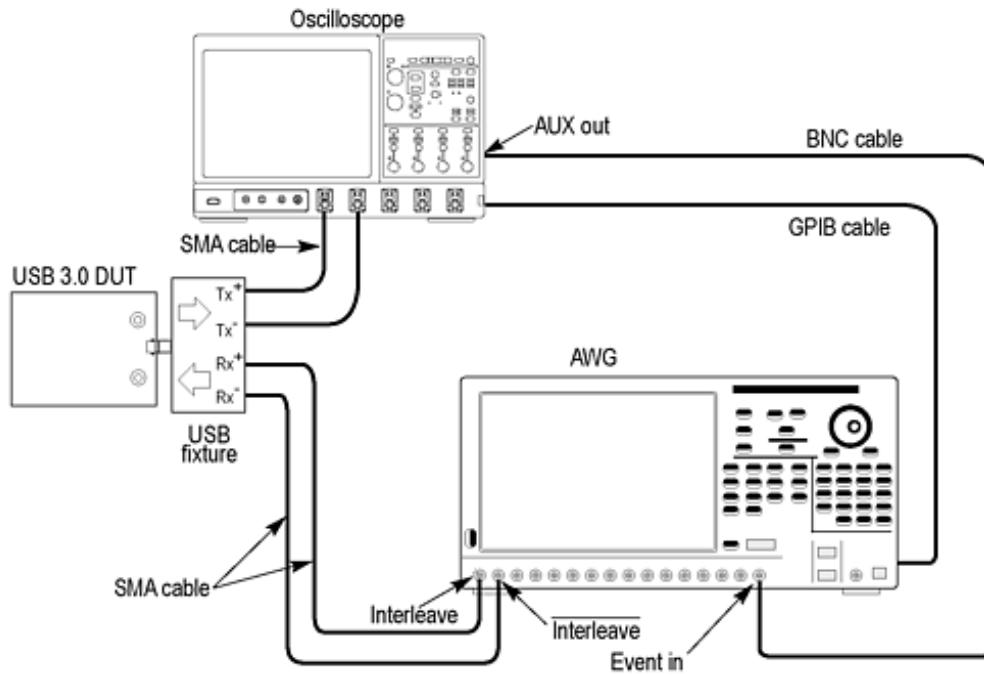 Oscilloscope
AUX out
BNC cable
GPIB cable
SMA cable
USB 3.0 DUT
Tx+
Tx-
Rx+
Rx-
USB
fixture
AWG
SMA cable
Interleave
Interleave
Event in